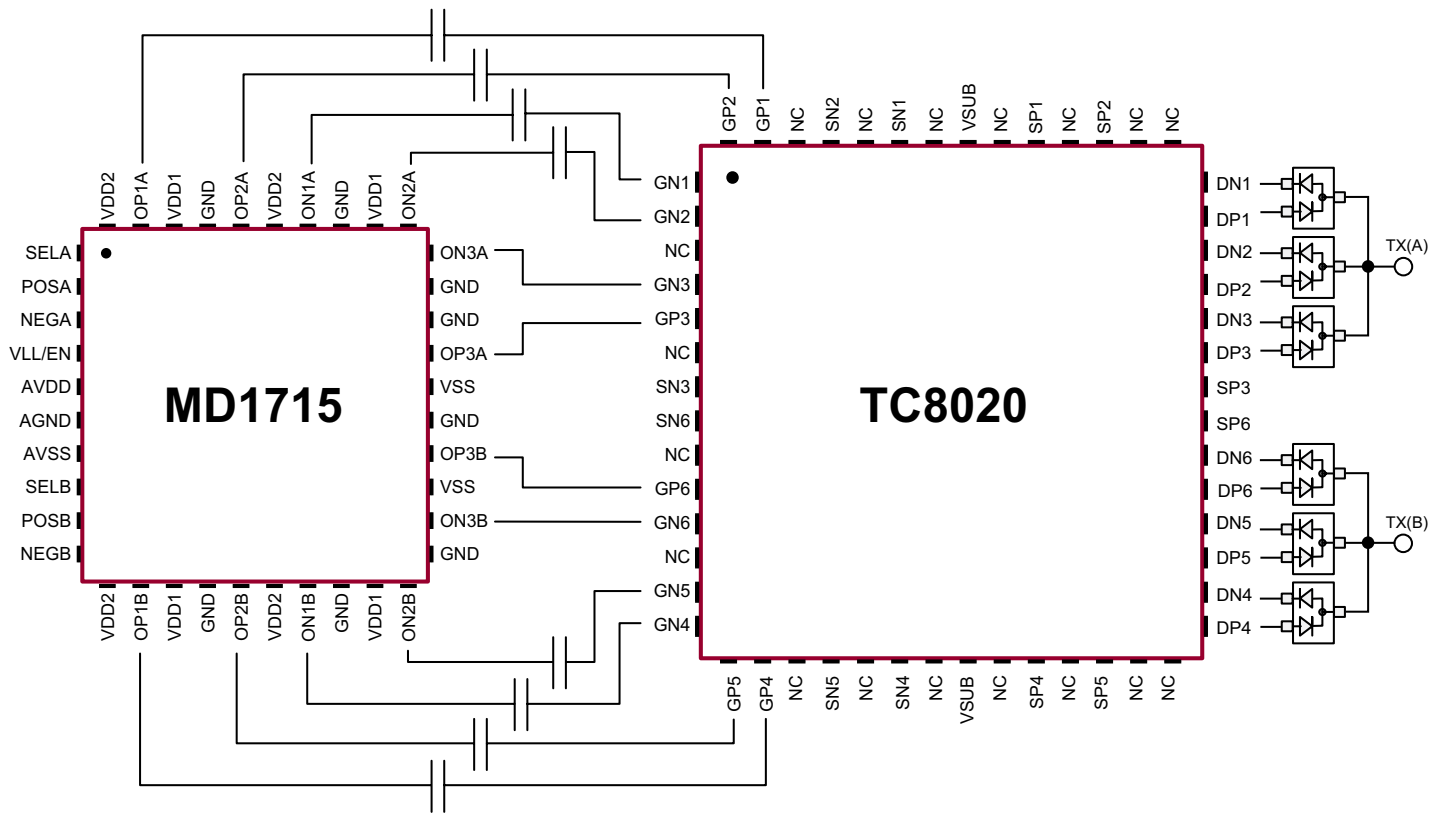 VDD2
OP1A
VDD1
GND
OP2A
VDD2
ON1A
GND
VDD1
ON2A
SELA
POSA
NEGA
VLL/EN
AVDD
AGND
AVSS
SELB
POSB
NEGB
MD1715
ON3A
GND
GND
OP3A
VSS
GND
OP3B
VSS
ON3B
GND
VDD2
OP1B
VDD1
GND
OP2B
VDD2
ON1B
GND
VDD1
ON2B
GP2
GP1
NC
SN2
NC
SN1
NC
VSUB
NC
SP1
NC
SP2
NC
NC
GN1
GN2
NC
GN3
GP3
NC
SN3
SN6
NC
GP6
GN6
NC
GN5
GN4
TC8020
DN1
DP1
DN2
DP2
DN3
DP3
SP3
SP6
DN6
DP6
DN5
DP5
DN4
DP4
GP5
GP4
NC
SN5
NC
SN4
NC
VSUB
NC
SP4
NC
SP5
NC
NC
TX(A)
TX(B)